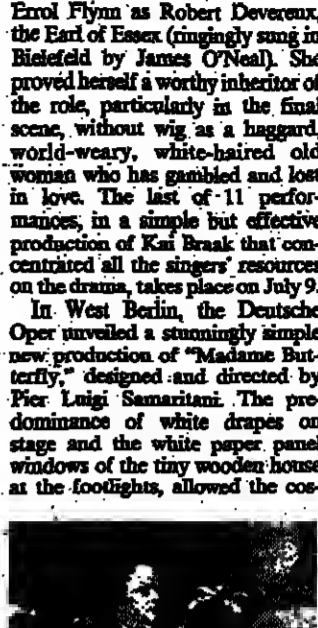 Errol Flynn as Robert Devereux,
the Earl of Essex (ringingly sung in
Bielefeld by James O'Neal). She
proved herself a worthy inheritor of
the role, particularly in the final
scene, without wig as a haggard,
world-weary, white-haired old
woman who has gambled and lost
in love. The last of 11 perfor-
mances, in a simple but effective
production of Kai Braak that con-
centrated all the singers' resources
on the drama, takes place on July 9.
In West Berlin, the Deutsche
Oper unveiled a stunningly simple
new production of "Madame But-
terfly," designed and directed by
Pier Luigi Samaritani. The pre-
dominance of white drapes on
stage and the white paper panel
windows of the tiny wooden house
at the footlights, allowed the cos-